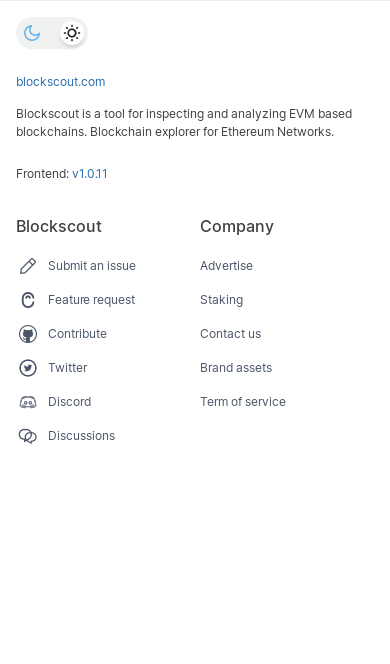 blockscout.com
Blockscout is a tool for inspecting and analyzing EVM based
blockchains. Blockchain explorer for Ethereum Networks.
Frontend: v1.0.11
Blockscout
Submit an issue
Feature request
Contribute
Twitter
Discord
Discussions
Company
Advertise
Staking
Contact us
Brand assets
Term of service